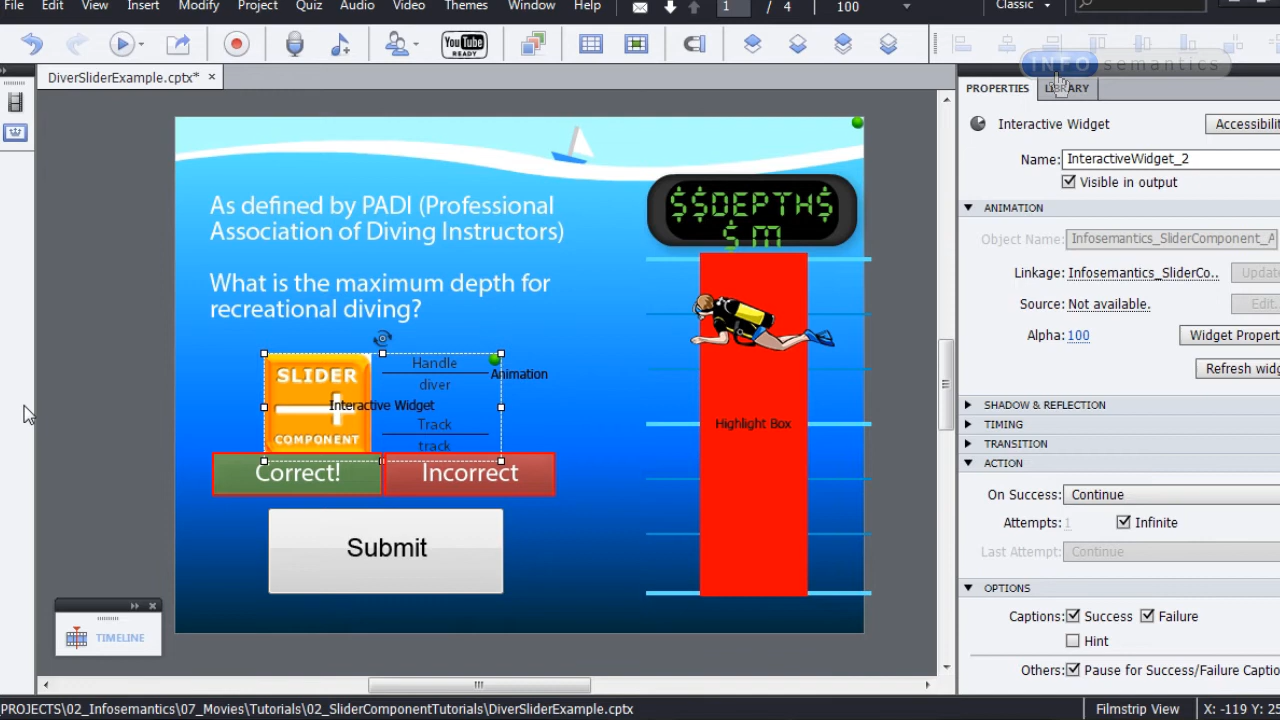 File Edit View Insert Modify Project Quiz Audio Video Themes Window Help 1 / 4 100 Classic
YouTube
READY
INFOsemantics
DiverSliderExample.cptx* ×
PROPERTIES LIBRARY
Interactive Widget Accessibili
Name: InteractiveWidget_2
Visible in output
ANIMATION
Object Name: Infosemantics_SliderComponent_A
Linkage: Infosemantics_SliderCo.. Upda
Source: Not available. Edit.
Alpha: 100 Widget Propert
Refresh widg
SHADOW & REFLECTION
TIMING
TRANSITION
ACTION
On Success: Continue
Attempts: 1 Infinite
Last Attempt: Continue
OPTIONS
Captions: Success Failure
Hint
Others: Pause for Success/Failure Captio
As defined by PADI (Professional
Association of Diving Instructors)
What is the maximum depth for
recreational diving?
$$DEPTH$
$ m
SLIDER
COMPONENT
Handle
diver
Animation
Interactive Widget
Track
track
Highlight Box
Correct! Incorrect
Submit
TIMELINE
PROJECTS\02_Infosemantics\07_Movies\Tutorials\02_SliderComponentTutorials\DiverSliderExample.cptx Filmstrip View X: -119 Y: 25